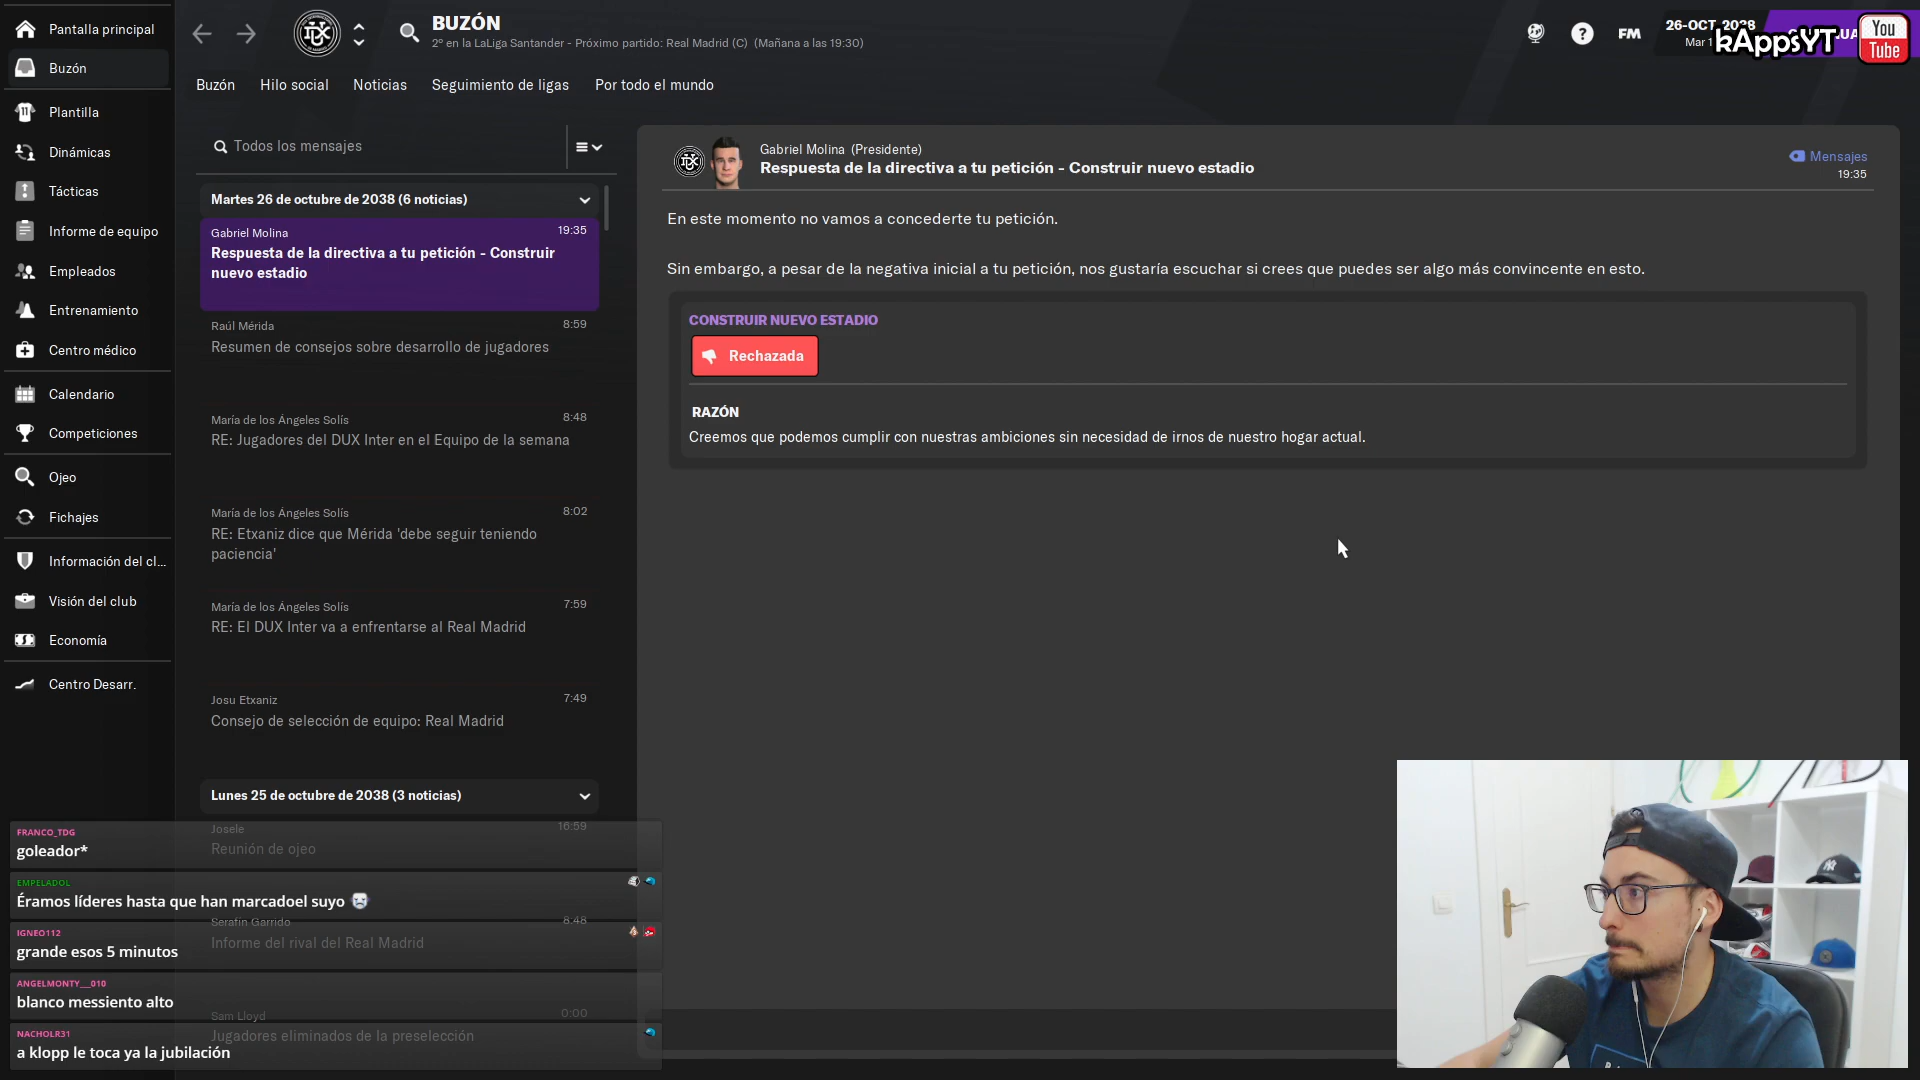 Pantalla principal
Buzón
Plantilla
Dinámicas
Tácticas
Informe de equipo
Empleados
Entrenamiento
Centro médico
Calendario
Competiciones
Ojeo
Fichajes
Información del cl...
Visión del club
Economía
Centro Desarr.
BUZÓN
2º en la LaLiga Santander - Próximo partido: Real Madrid (C) (Mañana a las 19:30)
FM
26-OCT. 2038
Mar 1
kAppsYT
You
Tube
Buzón
Hilo social
Noticias
Seguimiento de ligas
Por todo el mundo
Todos los mensajes
Martes 26 de octubre de 2038 (6 noticias)
Gabriel Molina
19:35
Respuesta de la directiva a tu petición - Construir
nuevo estadio
Raúl Mérida
8:59
Resumen de consejos sobre desarrollo de jugadores
María de los Ángeles Solís
8:48
RE: Jugadores del DUX Inter en el Equipo de la semana
María de los Ángeles Solís
8:02
RE: Etxaniz dice que Mérida 'debe seguir teniendo
paciencia'
María de los Ángeles Solís
7:59
RE: El DUX Inter va a enfrentarse al Real Madrid
Josu Etxaniz
7:49
Consejo de selección de equipo: Real Madrid
Lunes 25 de octubre de 2038 (3 noticias)
Josele
16:59
Reunión de ojeo
Serafín Garrido
8:48
Informe del rival del Real Madrid
Sam Lloyd
0:00
Jugadores eliminados de la preselección
Gabriel Molina (Presidente)
Respuesta de la directiva a tu petición - Construir nuevo estadio
Mensajes
19:35
En este momento no vamos a concederte tu petición.
Sin embargo, a pesar de la negativa inicial a tu petición, nos gustaría escuchar si crees que puedes ser algo más convincente en esto.
CONSTRUIR NUEVO ESTADIO
Rechazada
RAZÓN
Creemos que podemos cumplir con nuestras ambiciones sin necesidad de irnos de nuestro hogar actual.
FRANCO_TDG
goleador*
EMPELADOL
Éramos líderes hasta que han marcadoel suyo
IGNEO112
grande esos 5 minutos
ANGELMONTY__010
blanco messiento alto
NACHOLR31
a klopp le toca ya la jubilación